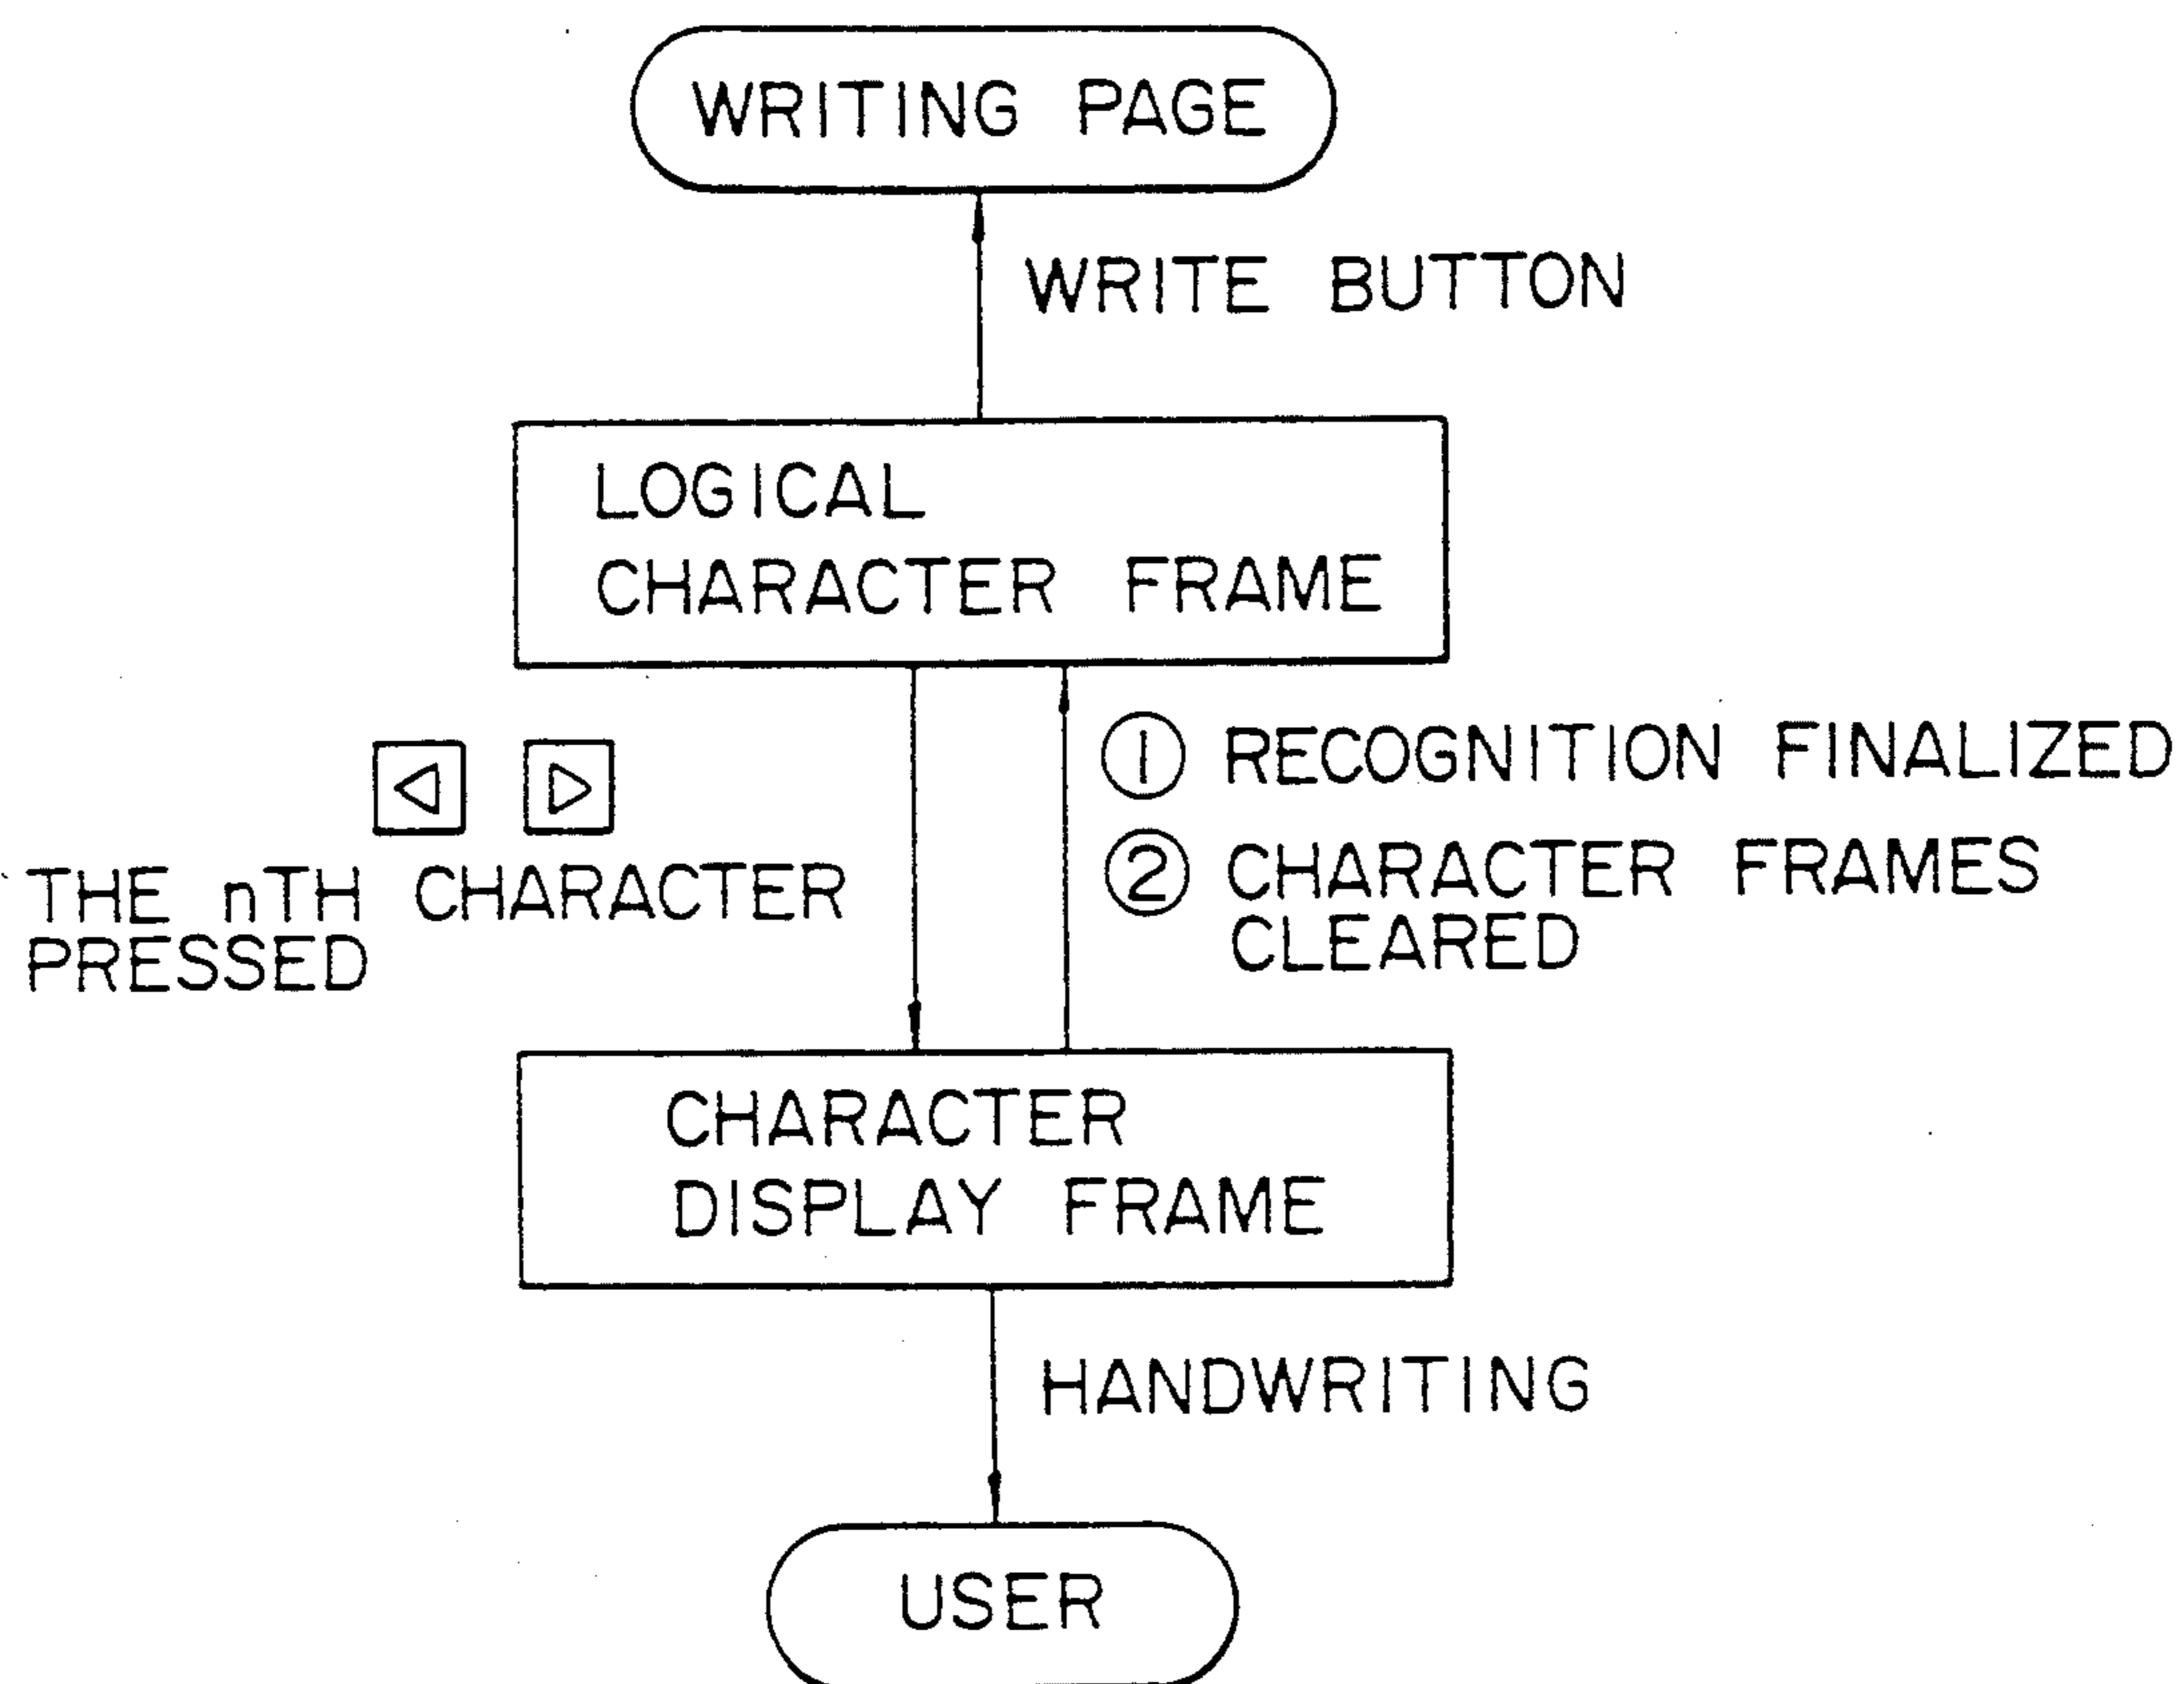 WRITING PAGE
WRITE BUTTON
LOGICAL
CHARACTER FRAME
① RECOGNITION FINALIZED
② CHARACTER FRAMES
CLEARED
THE nTH CHARACTER
PRESSED
CHARACTER
DISPLAY FRAME
HANDWRITING
USER